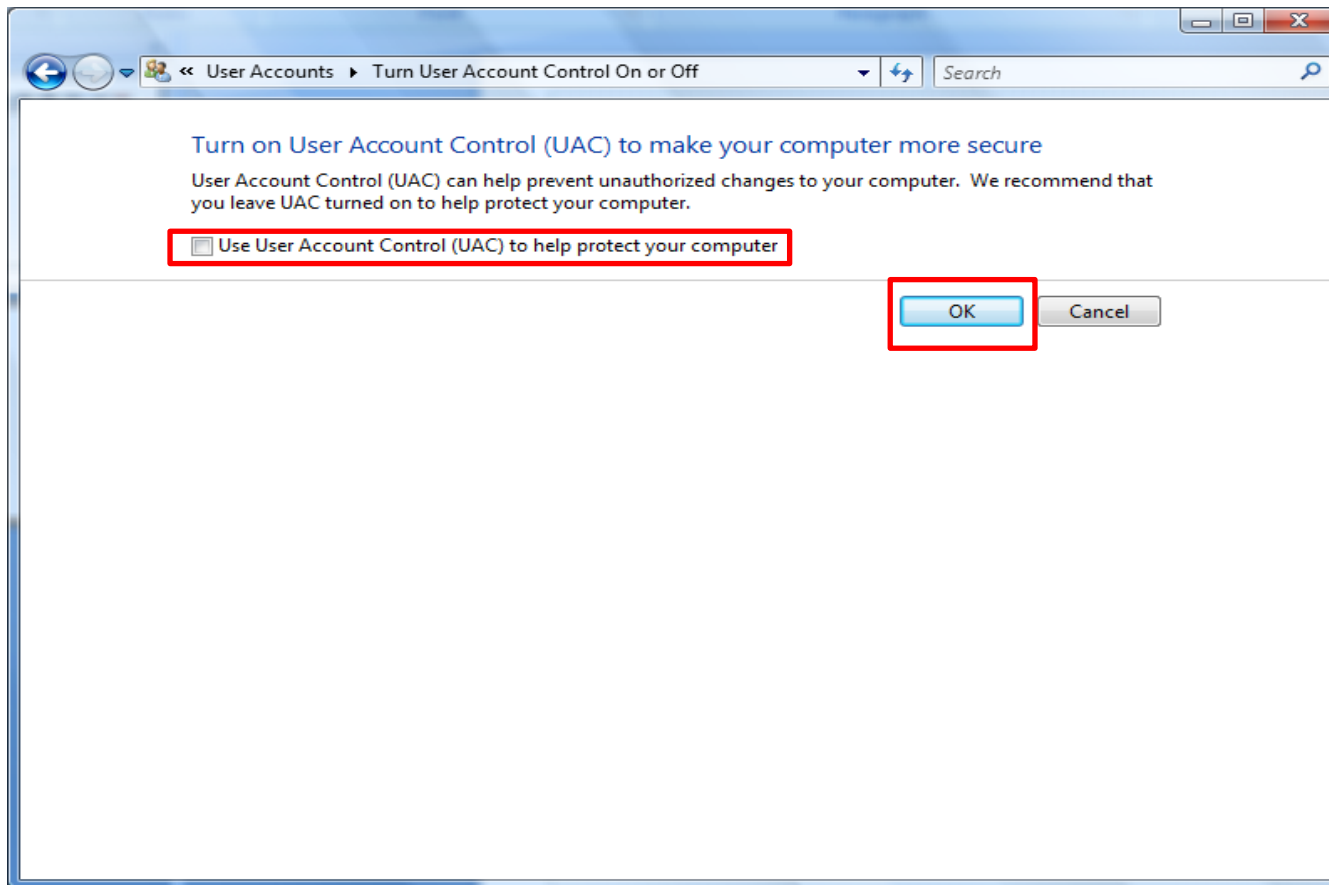 « User Accounts ▸ Turn User Account Control On or Off
Search
Turn on User Account Control (UAC) to make your computer more secure
User Account Control (UAC) can help prevent unauthorized changes to your computer.  We recommend that
you leave UAC turned on to help protect your computer.
Use User Account Control (UAC) to help protect your computer
OK
Cancel